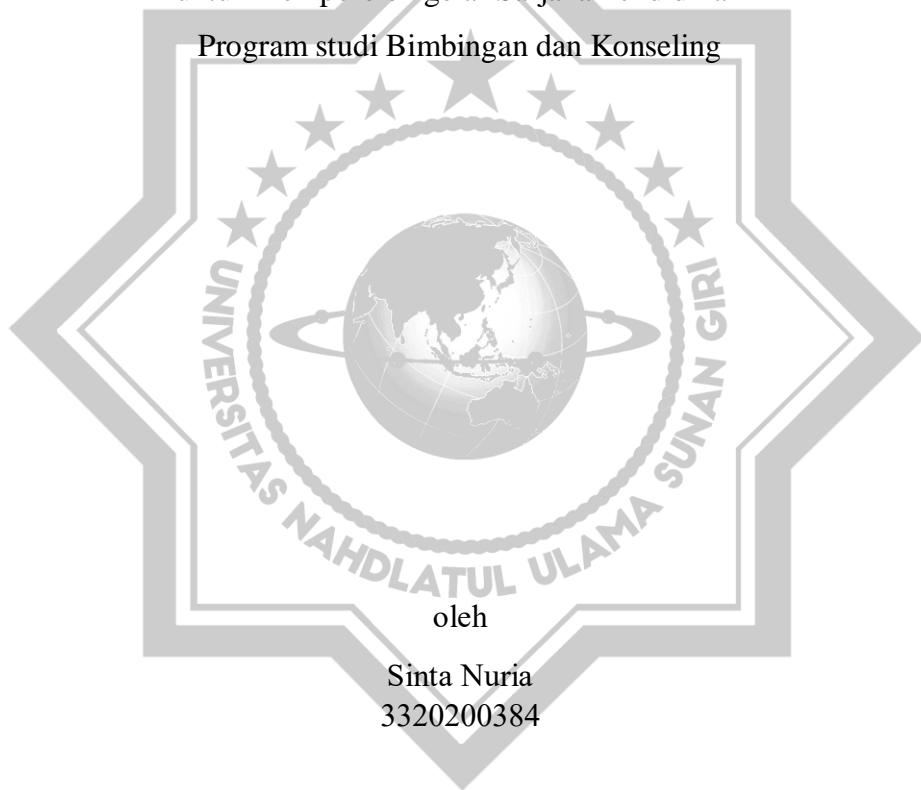 Program studi Bimbingan dan Konseling
UNIVERSITAS NAHDLATUL ULAMA SUNAN GIRI
oleh
Sinta Nuria
3320200384